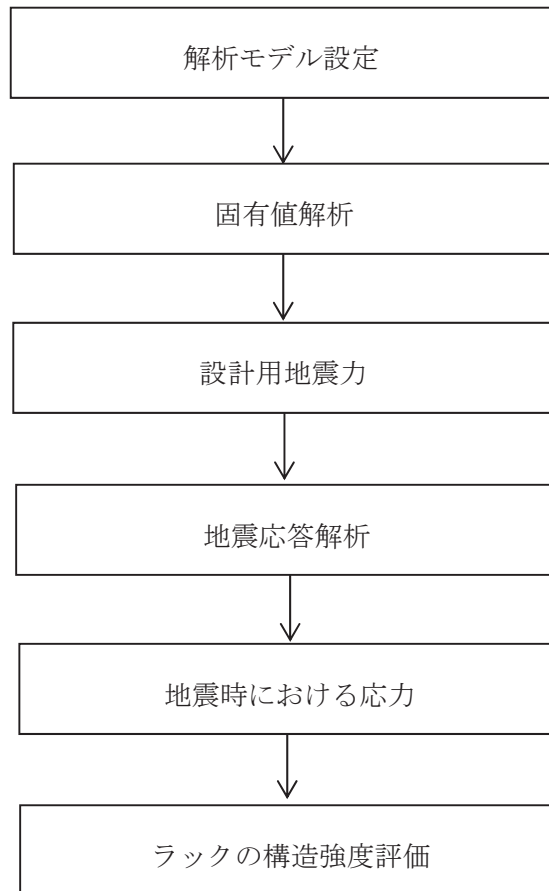 解析モデル設定
固有値解析
設計用地震力
地震応答解析
地震時における応力
ラックの構造強度評価